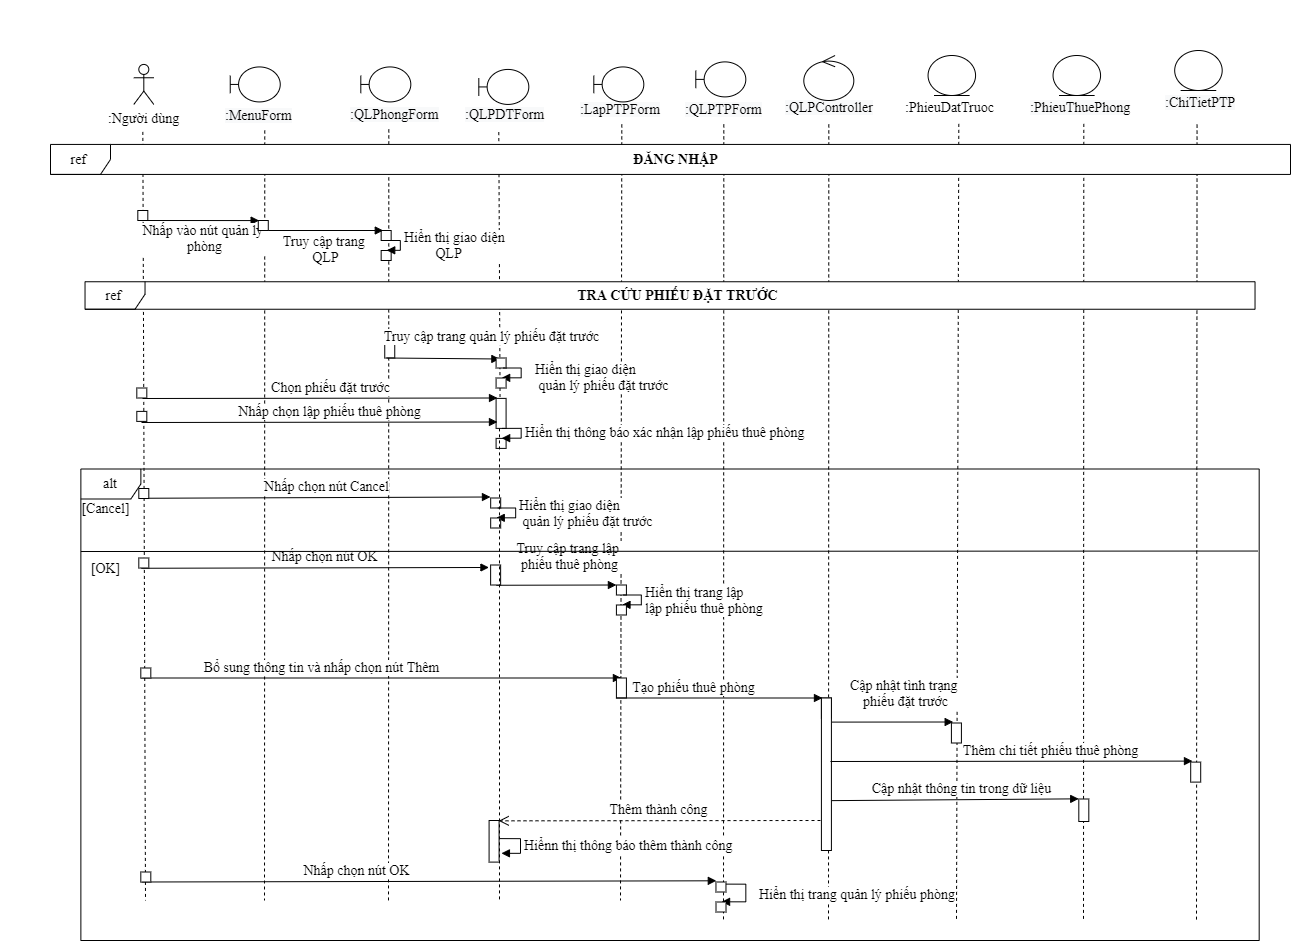 :Người dùng
:MenuForm
:QLPhongForm
:QLPDTForm
:LapPTPForm
:QLPTPForm
:QLPController
:PhieuDatTruoc
:PhieuThuePhong
:ChiTietPTP
ref
ĐĂNG NHẬP
Nhấp vào nút quản lý
phòng
Truy cập trang
QLP
Hiển thị giao diện
QLP
ref
TRA CỨU PHIẾU ĐẶT TRƯỚC
Truy cập trang quản lý phiếu đặt trước
Hiển thị giao diện
quản lý phiếu đặt trước
Chọn phiếu đặt trước
Nhấp chọn lập phiếu thuê phòng
Hiển thị thông báo xác nhận lập phiếu thuê phòng
alt
[Cancel]
Nhấp chọn nút Cancel
Hiển thị giao diện
quản lý phiếu đặt trước
[OK]
Nhấp chọn nút OK
Truy cập trang lập
phiếu thuê phòng
Hiển thị trang lập
lập phiếu thuê phòng
Bổ sung thông tin và nhấp chọn nút Thêm
Tạo phiếu thuê phòng
Cập nhật tình trạng
phiếu đặt trước
Thêm chi tiết phiếu thuê phòng
Cập nhật thông tin trong dữ liệu
Thêm thành công
Hiểnn thị thông báo thêm thành công
Nhấp chọn nút OK
Hiển thị trang quản lý phiếu phòng